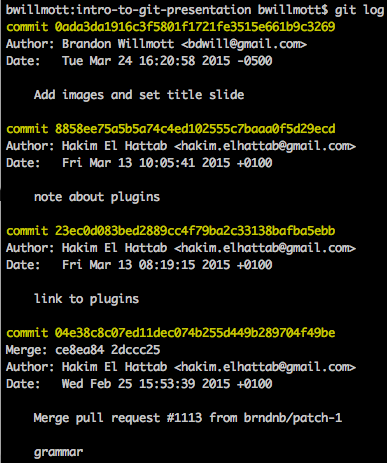 bwillmott:intro-to-git-presentation bwillmott$ git log
commit 0ada3da1916c3f5801f1721fe3515e661b9c3269
Author: Brandon Willmott <bdwill@gmail.com>
Date:   Tue Mar 24 16:20:58 2015 -0500
Add images and set title slide
commit 8858ee75a5b5a74c4ed102555c7baaa0f5d29ecd
Author: Hakim El Hattab <hakim.elhattab@gmail.com>
Date:   Fri Mar 13 10:05:41 2015 +0100
note about plugins
commit 23ec0d083bed2889cc4f79ba2c33138bafba5ebb
Author: Hakim El Hattab <hakim.elhattab@gmail.com>
Date:   Fri Mar 13 08:19:15 2015 +0100
link to plugins
commit 04e38c8c07ed11dec074b255d449b289704f49be
Merge: ce8ea84 2dccc25
Author: Hakim El Hattab <hakim.elhattab@gmail.com>
Date:   Wed Feb 25 15:53:39 2015 +0100
Merge pull request #1113 from brndnb/patch-1
grammar